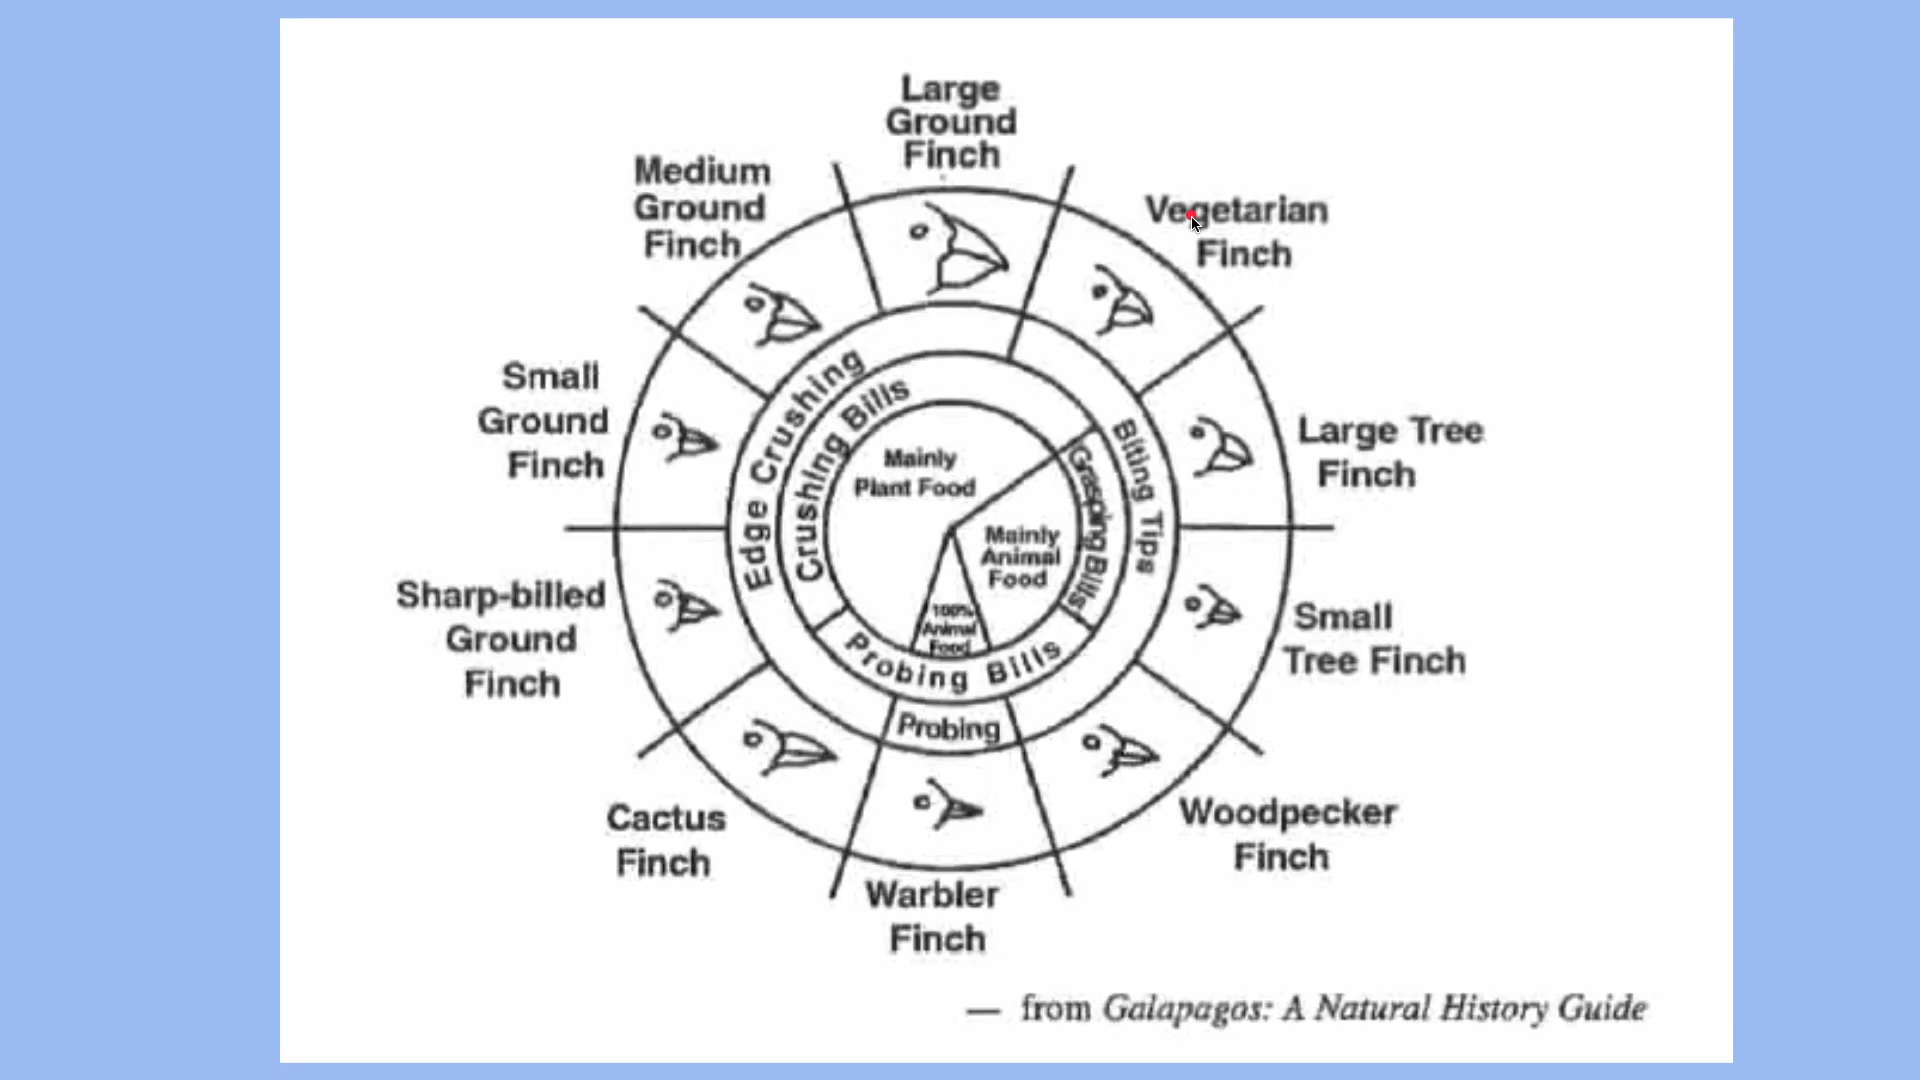 Large
Ground
Finch
Medium
Ground
Finch
Vegetarian
Finch
Small
Ground
Finch
Large Tree
Finch
Edge Crushing
Crushing Bills
Mainly
Plant Food
Grasping Bills
Biting Tips
Mainly
Animal
Food
100%
Animal
Food
Probing Bills
Probing
Sharp-billed
Ground
Finch
Small
Tree Finch
Cactus
Finch
Woodpecker
Finch
Warbler
Finch
— from Galapagos: A Natural History Guide